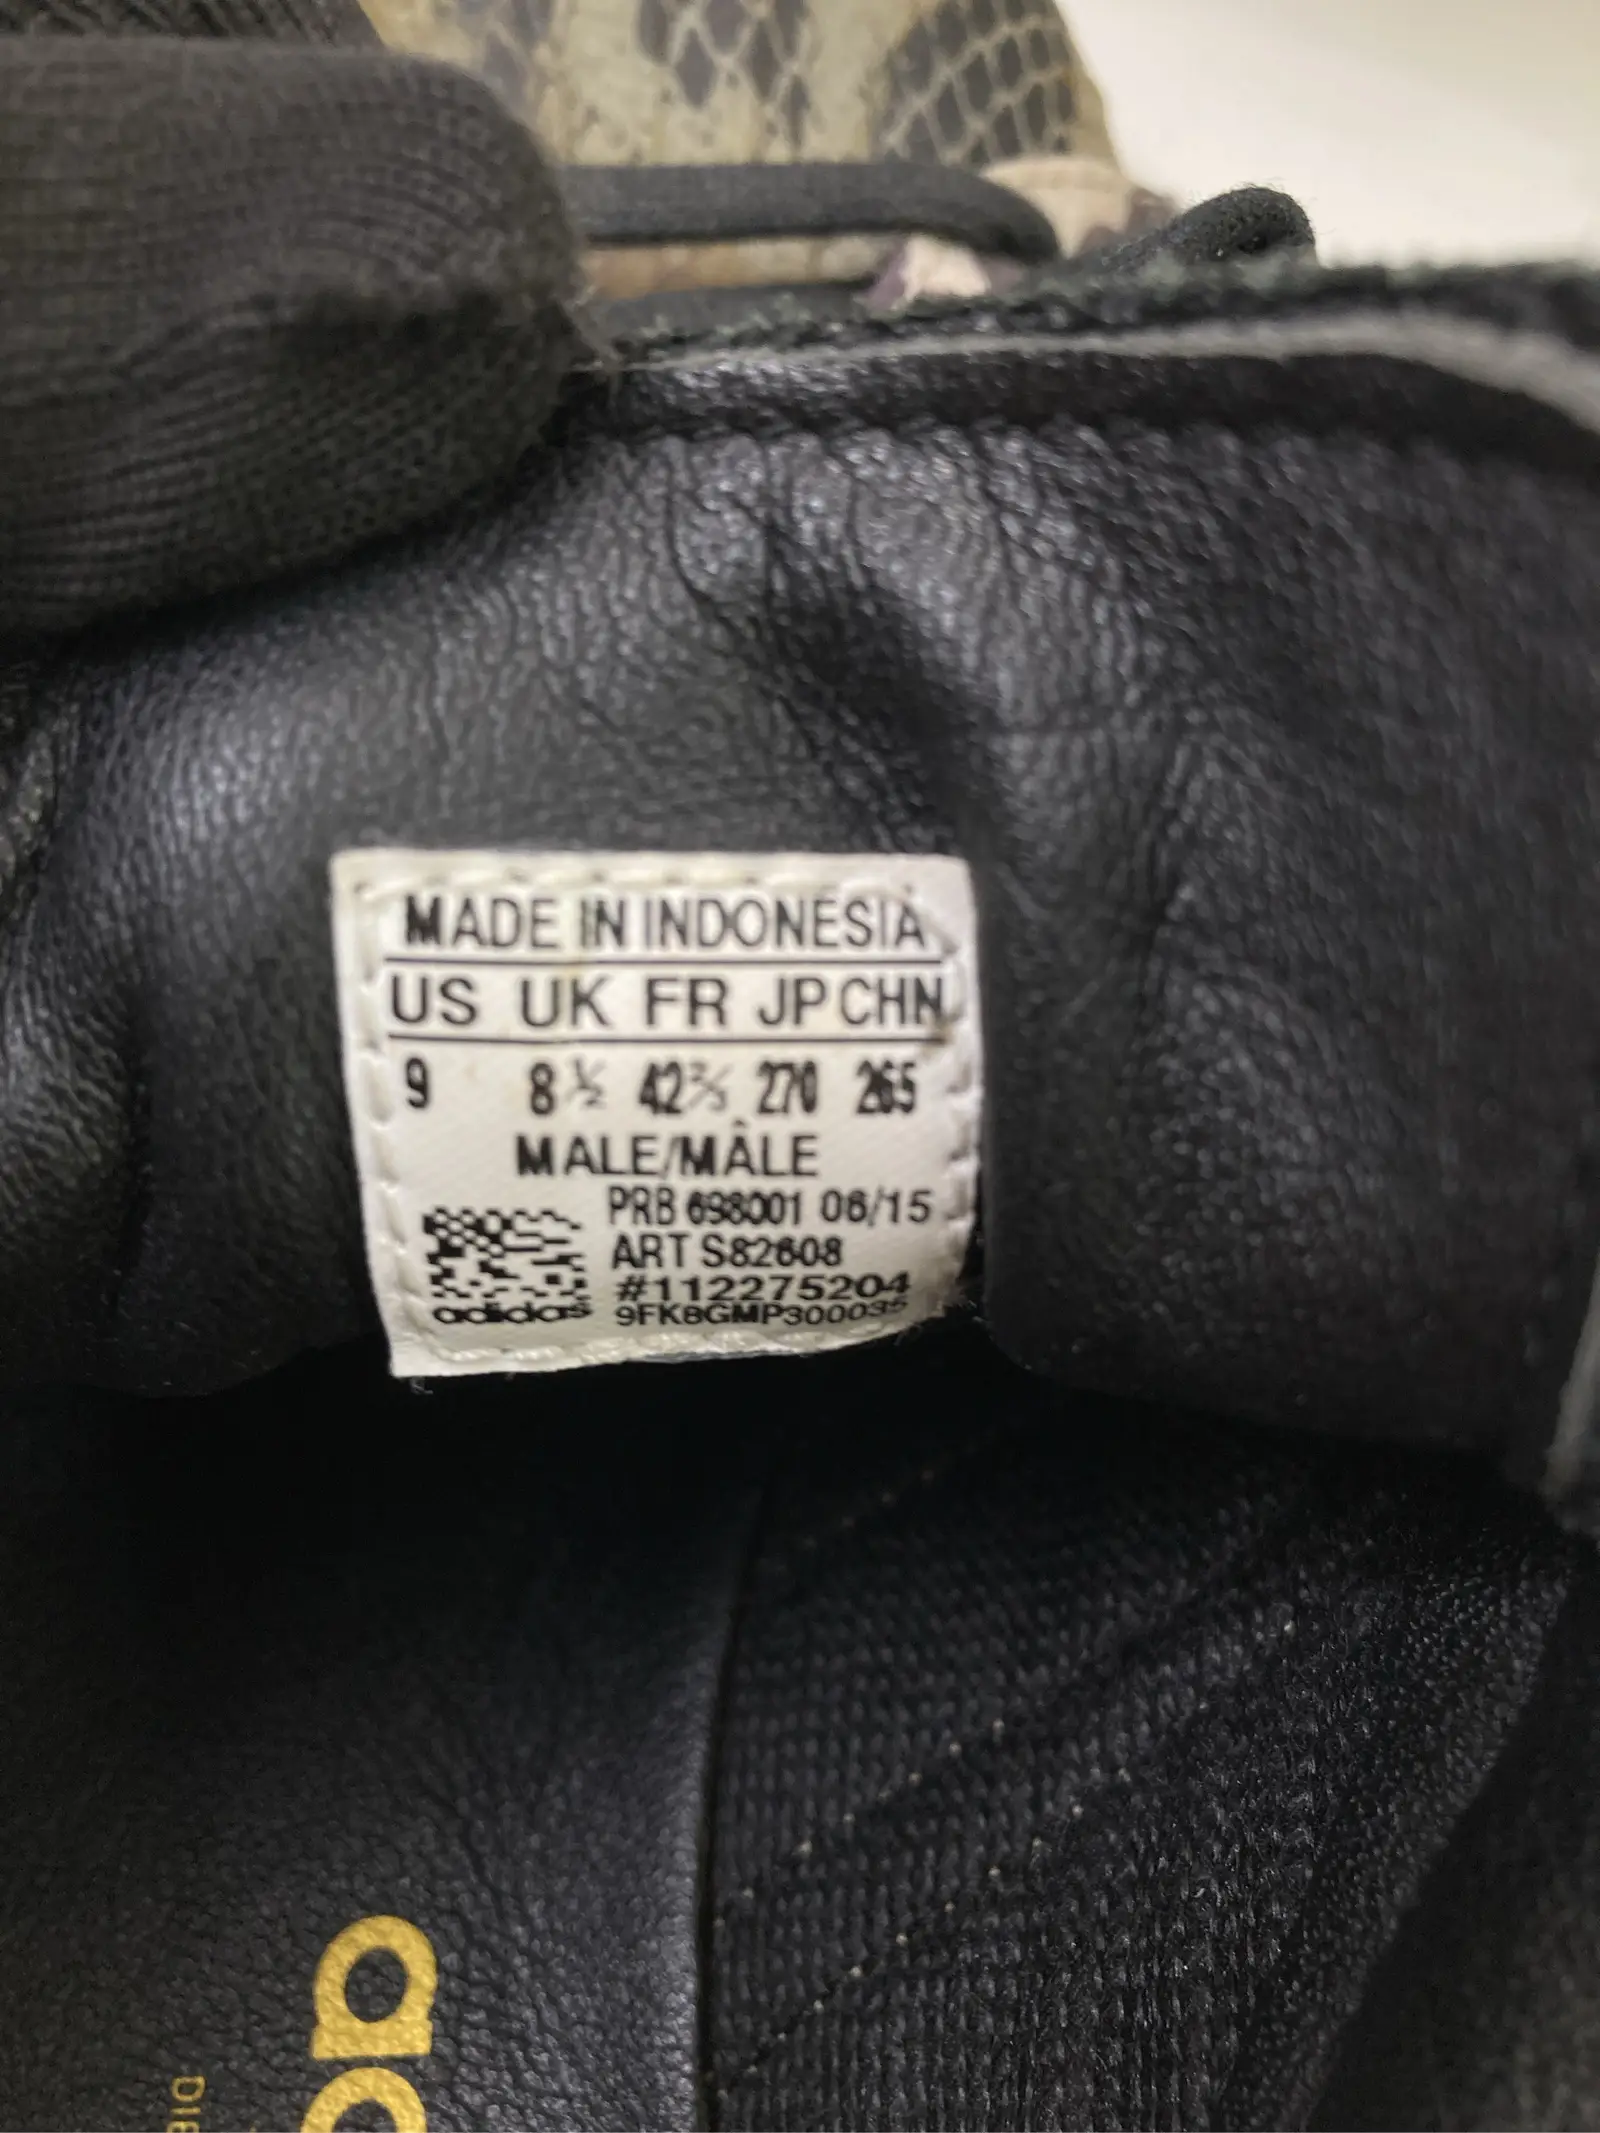 MADE IN INDONESIA
US UK FR JP CHN
9 8½ 42⅔ 270 265
MALE/MÂLE
PRB 698001 06/15
ART S82608
#112275204
adidas 9FK8GMP300035